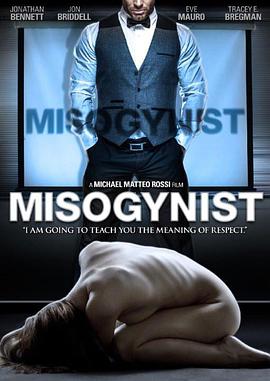 JONATHAN BENNETT
JON BRIDDELL
EVE MAURO
TRACEY E. BREGMAN
MISOGYNIST
A MICHAEL MATTEO ROSSI FILM
MISOGYNIST
"I AM GOING TO TEACH YOU THE MEANING OF RESPECT."